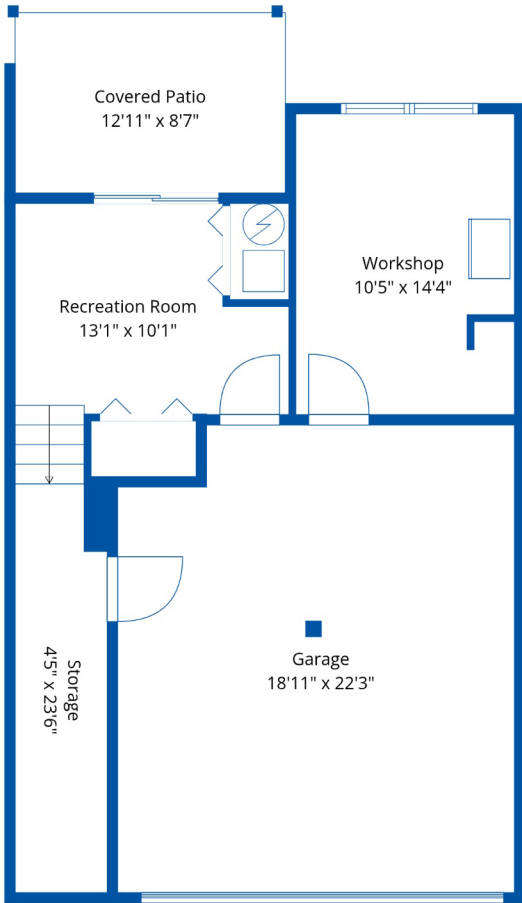 Covered Patio
12'11" x 8'7"
Workshop
10'5" x 14'4"
Recreation Room
13'1" x 10'1"
Garage
18'11" x 22'3"
Storage
4'5" x 23'6"